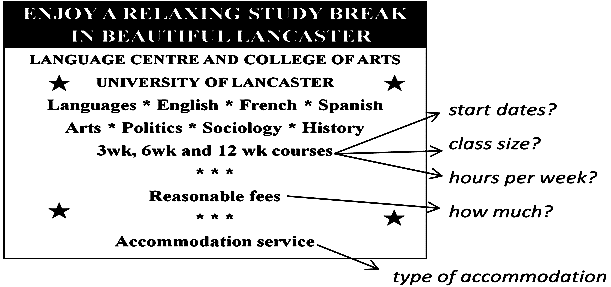 ENJOY A RELAXING STUDY BREAK
IN BEAUTIFUL LANCASTER
LANGUAGE CENTRE AND COLLEGE OF ARTS
UNIVERSITY OF LANCASTER
Languages * English * French * Spanish
Arts * Politics * Sociology * History
3wk, 6wk and 12 wk courses
* * *
Reasonable fees
* * *
Accommodation service
start dates?
class size?
hours per week?
how much?
type of accommodation